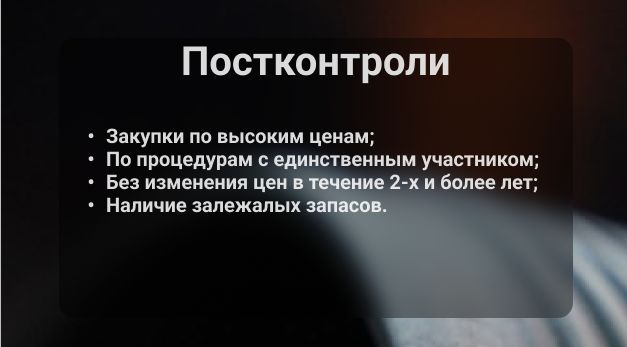 Постконтроли
• Закупки по высоким ценам;
• По процедурам с единственным участником;
• Без изменения цен в течение 2-х и более лет;
• Наличие залежалых запасов.